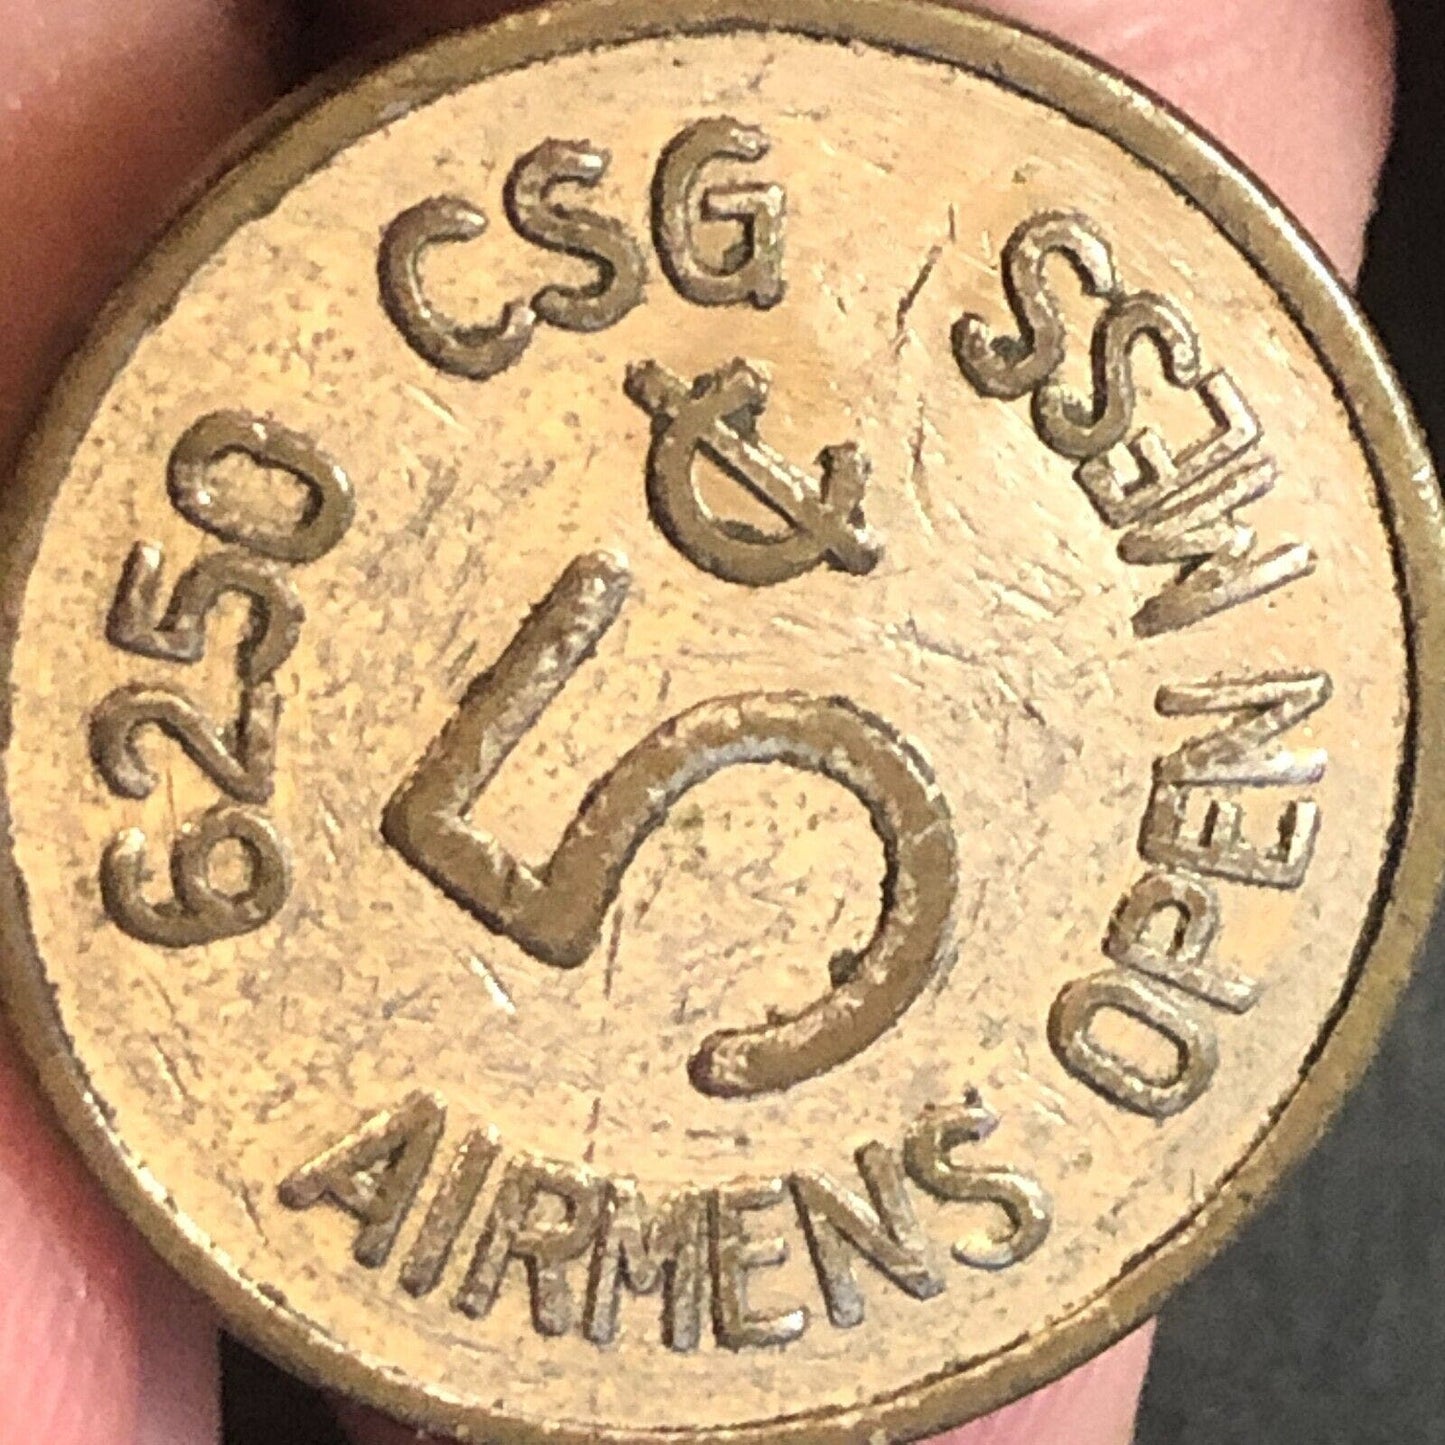 6250 CSG
5¢
AIRMENS OPEN MESS